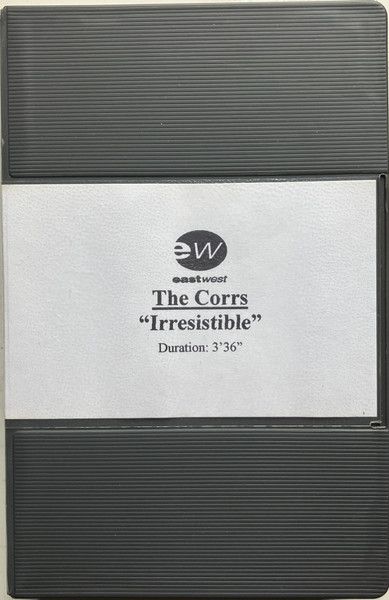 ew
eastwest
The Corrs
“Irresistible”
Duration: 3’36”